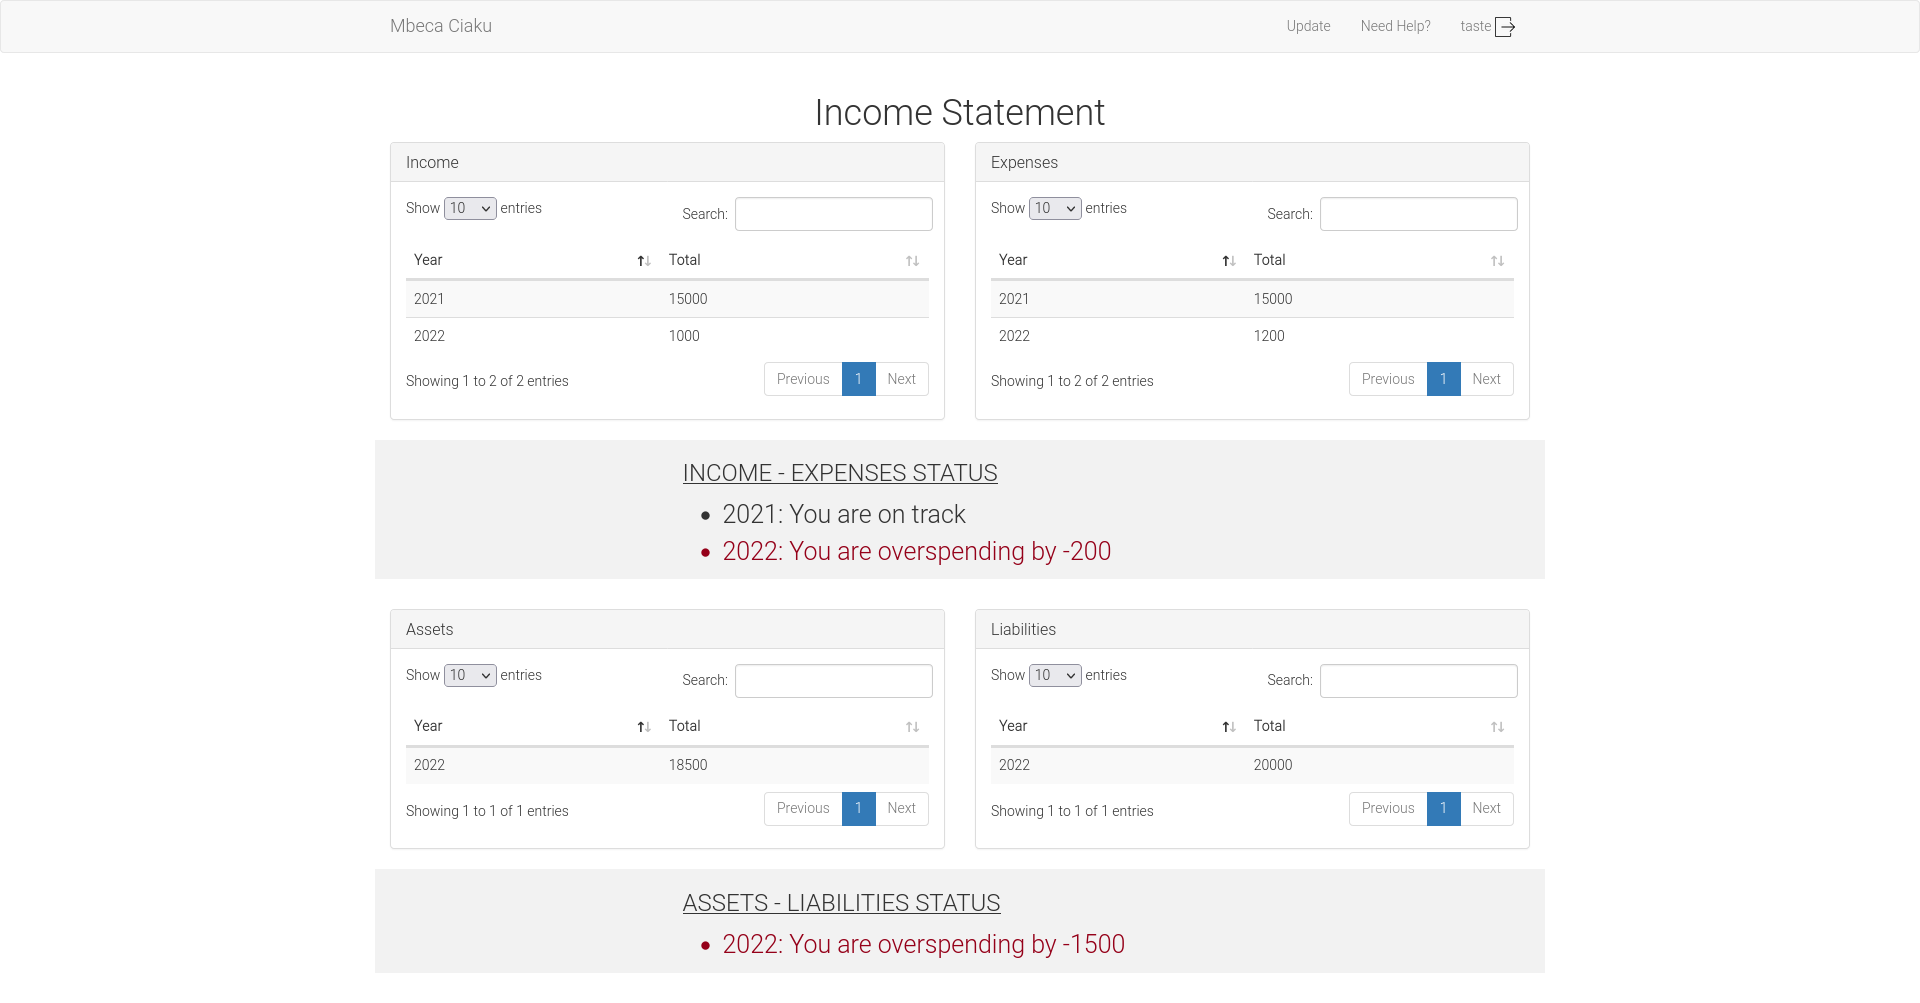 Mbeca Ciaku Update Need Help? taste
Income Statement
Income
Show 10 entries Search:
Year Total
2021 15000
2022 1000
Showing 1 to 2 of 2 entries Previous 1 Next
Expenses
Show 10 entries Search:
Year Total
2021 15000
2022 1200
Showing 1 to 2 of 2 entries Previous 1 Next
INCOME - EXPENSES STATUS
2021: You are on track
2022: You are overspending by -200
Assets
Show 10 entries Search:
Year Total
2022 18500
Showing 1 to 1 of 1 entries Previous 1 Next
Liabilities
Show 10 entries Search:
Year Total
2022 20000
Showing 1 to 1 of 1 entries Previous 1 Next
ASSETS - LIABILITIES STATUS
2022: You are overspending by -1500